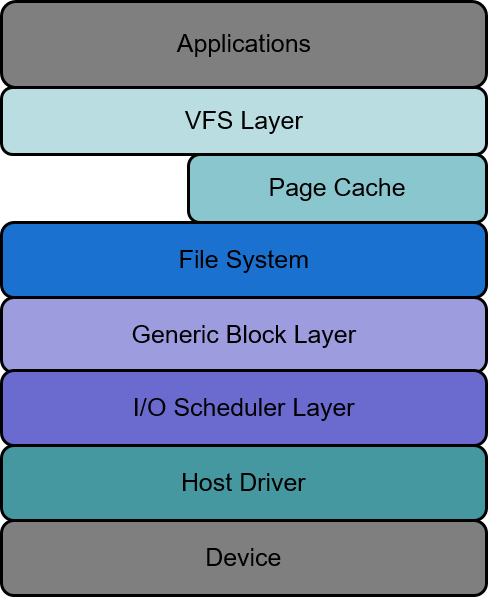 Applications
VFS Layer
Page Cache
File System
Generic Block Layer
I/O Scheduler Layer
Host Driver
Device